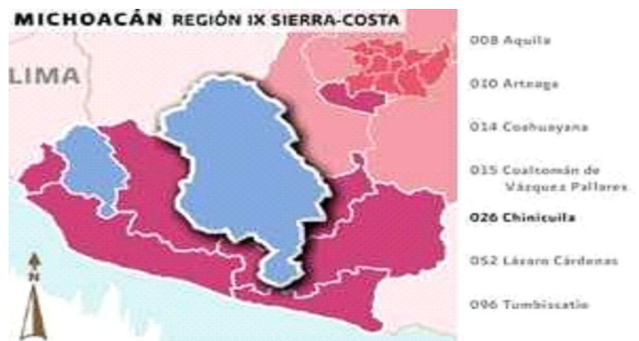 MICHOACÁN REGIÓN IX SIERRA-COSTA
LIMA
N
008 Aquila
010 Arteaga
014 Coahuayana
015 Coalcomán de
Vázquez Pallares
026 Chinicuila
052 Lázaro Cárdenas
096 Tumbiscatio